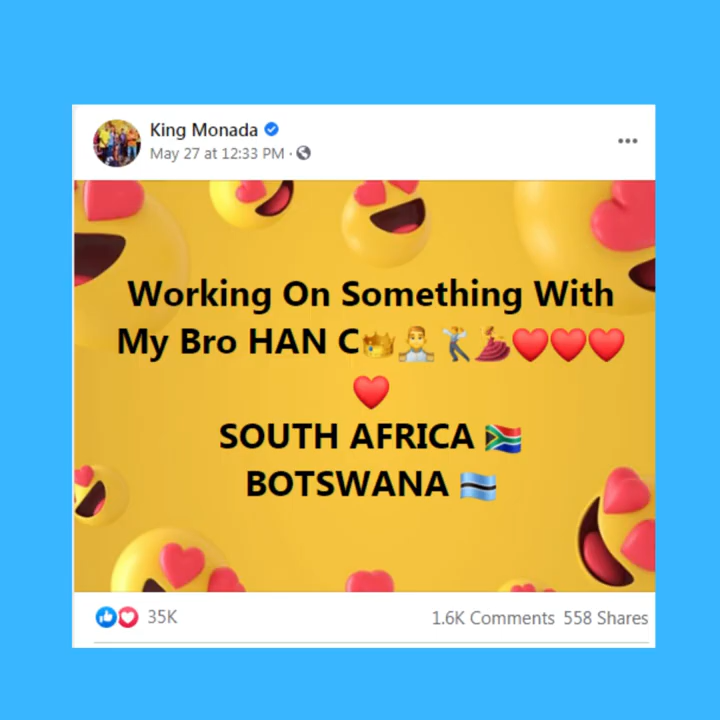 King Monada
May 27 at 12:33 PM ·
Working On Something With
My Bro HAN C👑🤴🕺💃❤️❤️❤️
❤️
SOUTH AFRICA 🇿🇦
BOTSWANA 🇧🇼
35K
1.6K Comments 558 Shares